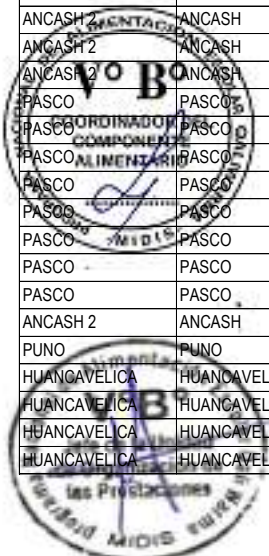 ANCASH 2 ANCASH
ANCASH 2 ANCASH
ANCASH 2 ANCASH
V° B°
PASCO PASCO
PASCO PASCO
COORDINADOR DEL
COMPONENTE
PASCO PASCO
ALIMENTARIO
PASCO PASCO
PASCO PASCO
PASCO PASCO
MIDIS
PASCO PASCO
PASCO PASCO
ANCASH 2 ANCASH
PUNO PUNO
HUANCAVELICA HUANCAVEL
HUANCAVELICA HUANCAVEL
HUANCAVELICA HUANCAVEL
HUANCAVELICA HUANCAVEL
las Prestaciones
MIDIS